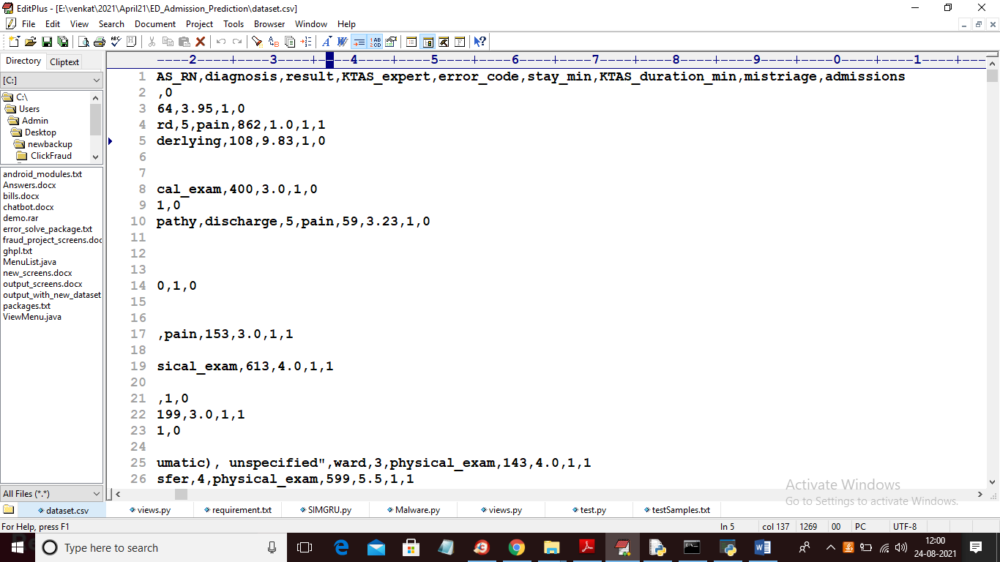 EditPlus - [E:\venkat\2021\April21\ED_Admission_Prediction\dataset.csv]
File Edit View Search Document Project Tools Browser Window Help
Directory Cliptext
[C:]
C:\
Users
Admin
Desktop
newbackup
ClickFraud
android_modules.txt
Answers.docx
bills.docx
chatbot.docx
demo.rar
error_solve_package.txt
fraud_project_screens.doc
ghpl.txt
MenuList.java
new_screens.docx
output_screens.docx
output_with_new_dataset
packages.txt
ViewMenu.java
All Files (*.*)
----2----+----3----+----4----+----5----+----6----+----7----+----8----+----9----+----0----+----1----+---
1 AS_RN,diagnosis,result,KTAS_expert,error_code,stay_min,KTAS_duration_min,mistriage,admissions
2 ,0
3 64,3.95,1,0
4 rd,5,pain,862,1.0,1,1
5 derlying,108,9.83,1,0
6
7
8 cal_exam,400,3.0,1,0
9 1,0
10 pathy,discharge,5,pain,59,3.23,1,0
11
12
13
14 0,1,0
15
16
17 ,pain,153,3.0,1,1
18
19 sical_exam,613,4.0,1,1
20
21 ,1,0
22 199,3.0,1,1
23 1,0
24
25 umatic), unspecified",ward,3,physical_exam,143,4.0,1,1
26 sfer,4,physical_exam,599,5.5,1,1
Activate Windows
Go to Settings to activate Windows.
dataset.csv views.py requirement.txt SIMGRU.py Malware.py views.py test.py testSamples.txt
For Help, press F1 ln 5 col 137 1269 00 PC UTF-8
Type here to search
12:00
24-08-2021